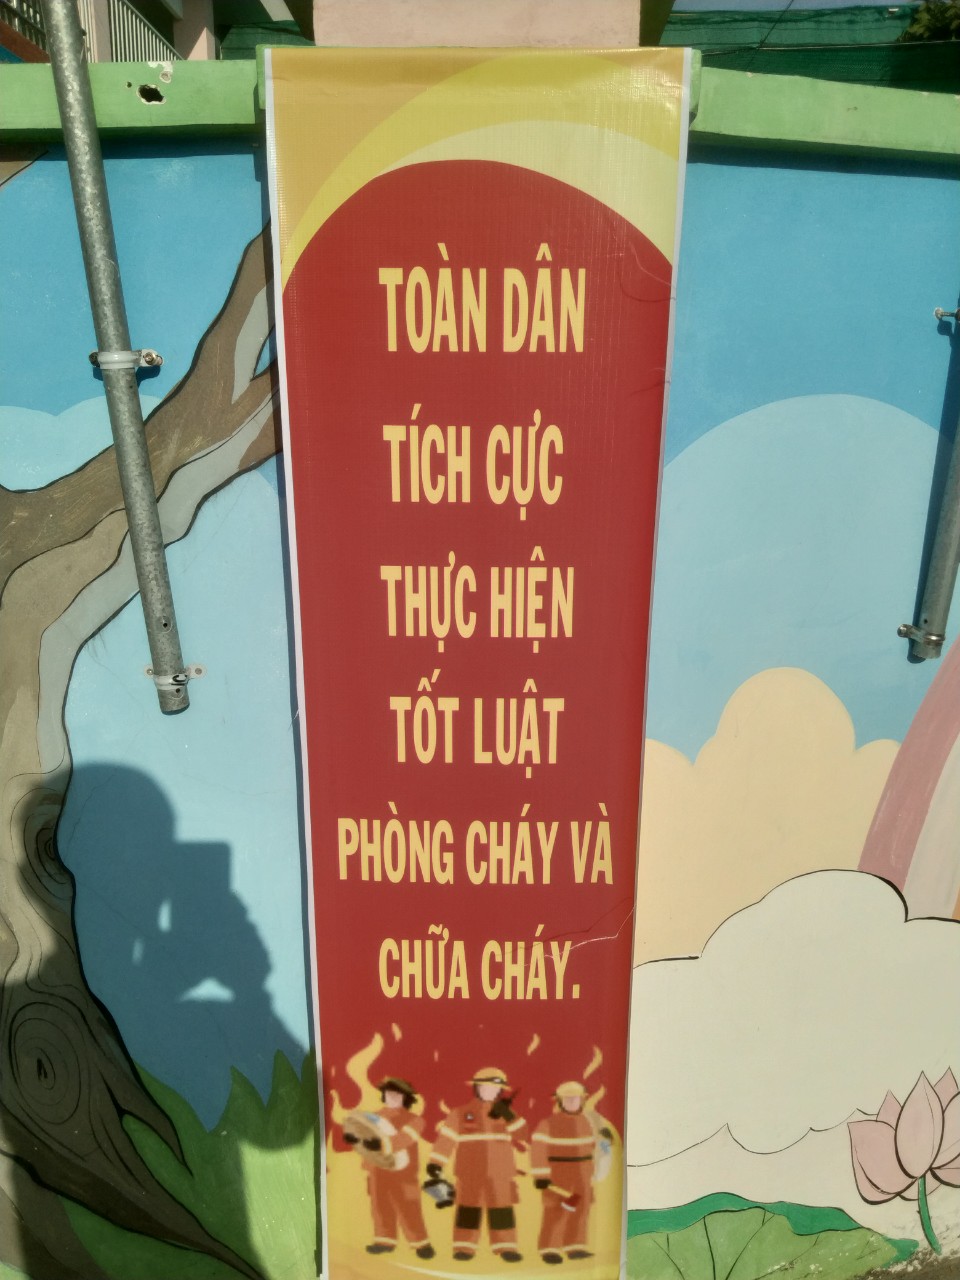 TOÀN DÂN
TÍCH CỰC
THỰC HIỆN
TỐT LUẬT
PHÒNG CHÁY VÀ
CHỮA CHÁY.